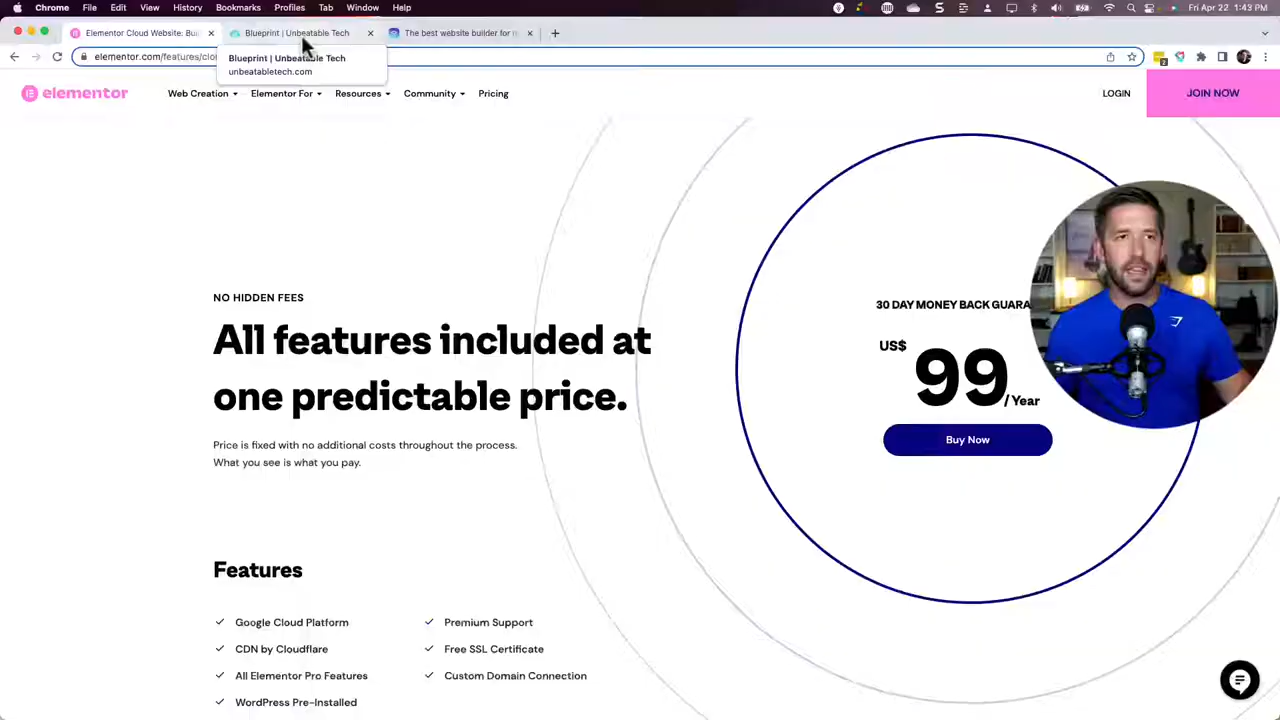 Chrome File Edit View History Bookmarks Profiles Tab Window Help Fri Apr 22 1:43 PM
Elementor Cloud Website: Bui
Blueprint | Unbeatable Tech
The best website builder for
elementor.com/features/clo
Blueprint | Unbeatable Tech
unbeatabletech.com
elementor
Web Creation
Elementor For
Resources
Community
Pricing
LOGIN
JOIN NOW
NO HIDDEN FEES
All features included at
one predictable price.
Price is fixed with no additional costs throughout the process.
What you see is what you pay.
30 DAY MONEY BACK GUARA
US$
99
/ Year
Buy Now
Features
Google Cloud Platform
Premium Support
CDN by Cloudflare
Free SSL Certificate
All Elementor Pro Features
Custom Domain Connection
WordPress Pre-Installed